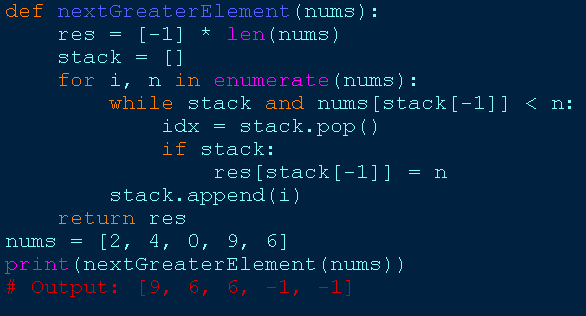 def nextGreaterElement(nums):
    res = [-1] * len(nums)
    stack = []
    for i, n in enumerate(nums):
        while stack and nums[stack[-1]] < n:
            idx = stack.pop()
            if stack:
                res[stack[-1]] = n
        stack.append(i)
    return res
nums = [2, 4, 0, 9, 6]
print(nextGreaterElement(nums))
# Output: [9, 6, 6, -1, -1]